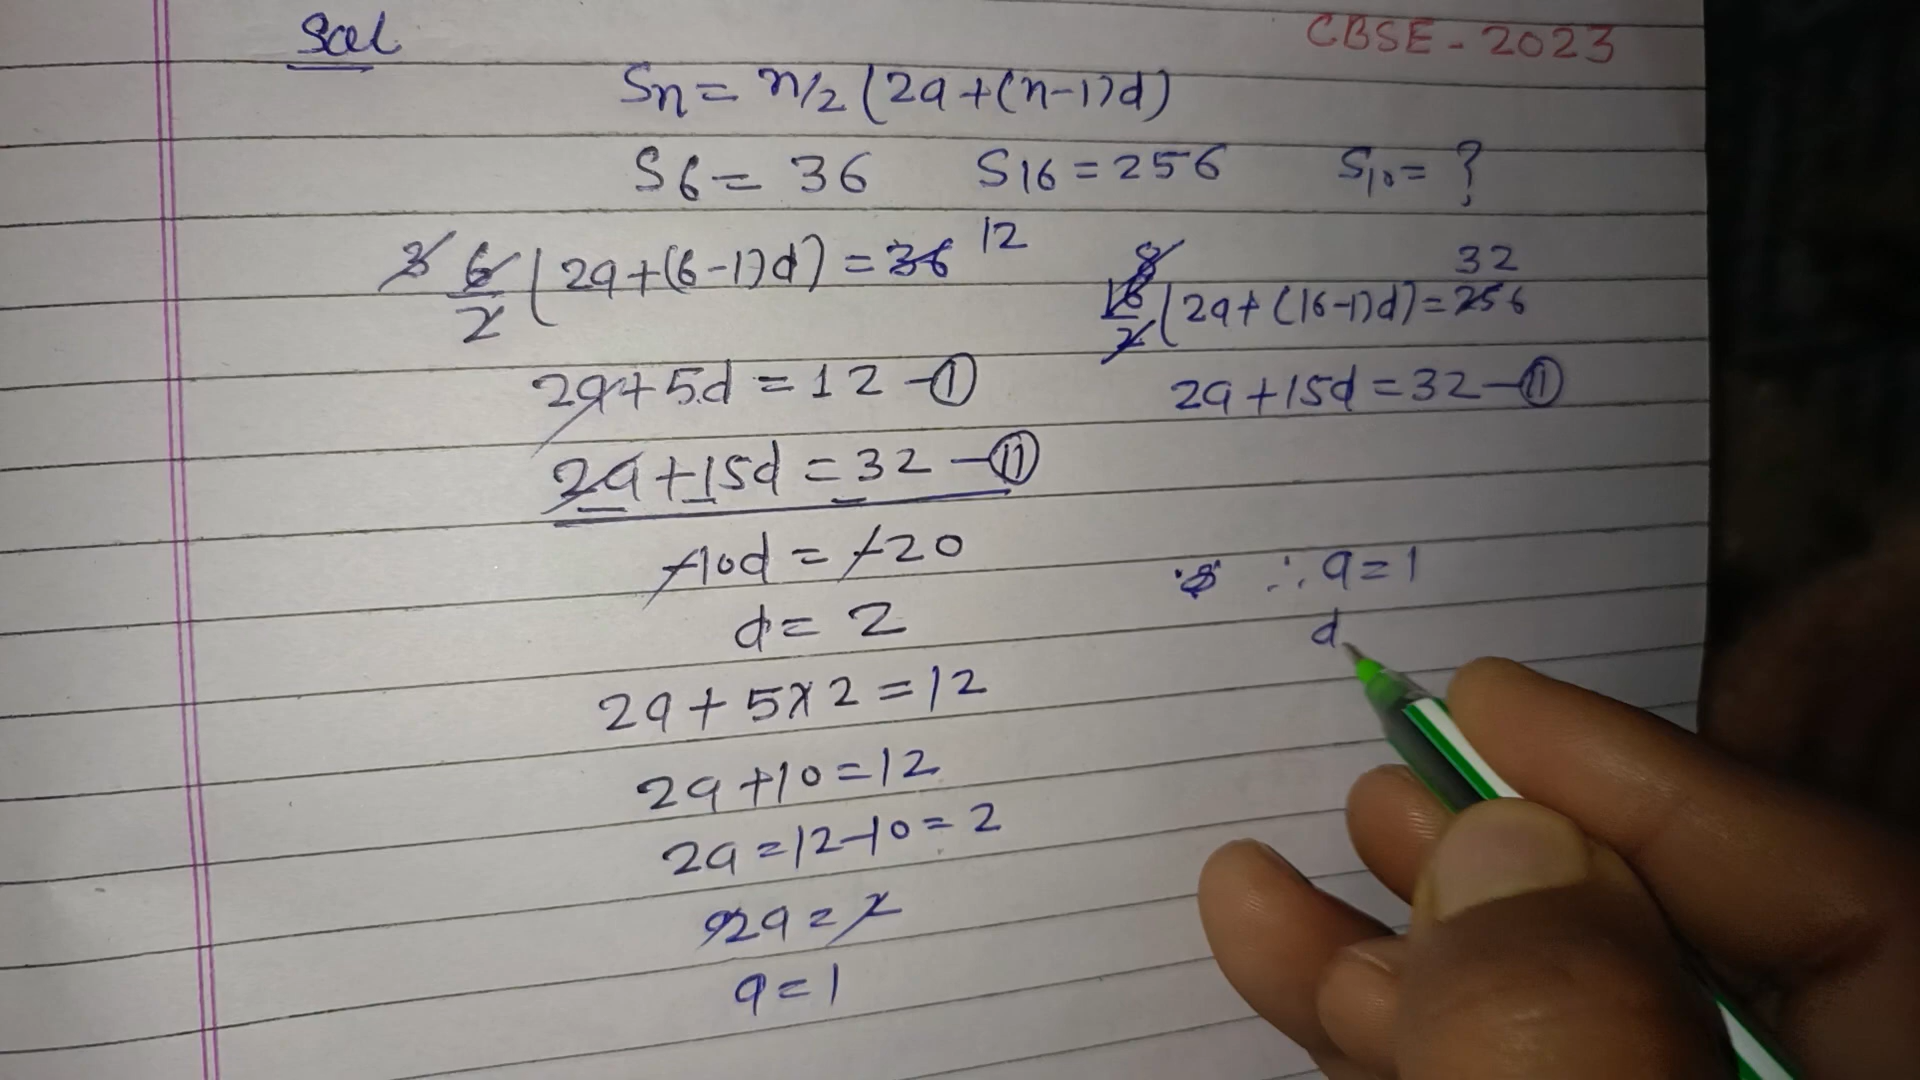 Sol
CBSE - 2023
Sn = n/2 (2a + (n-1)d)
S6 = 36 S16 = 256 S10 = ?
3 6/2 (2a + (6-1)d) = 36 12
8 16/2 (2a + (16-1)d) = 256 32
2a + 5d = 12 - (I)
2a + 15d = 32 - (II)
2a + 15d = 32 - (II)
-10d = -20
d = 2
2a + 5x2 = 12
2a + 10 = 12
2a = 12 - 10 = 2
2a = 2
a = 1
∴ a = 1
d